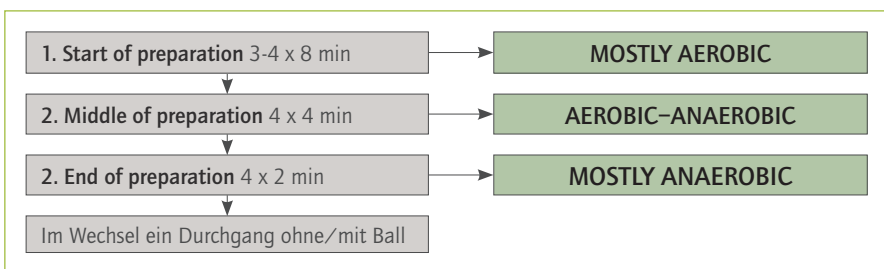 1. Start of preparation 3-4 x 8 min
MOSTLY AEROBIC
2. Middle of preparation 4 x 4 min
AEROBIC–ANAEROBIC
2. End of preparation 4 x 2 min
MOSTLY ANAEROBIC
Im Wechsel ein Durchgang ohne/mit Ball